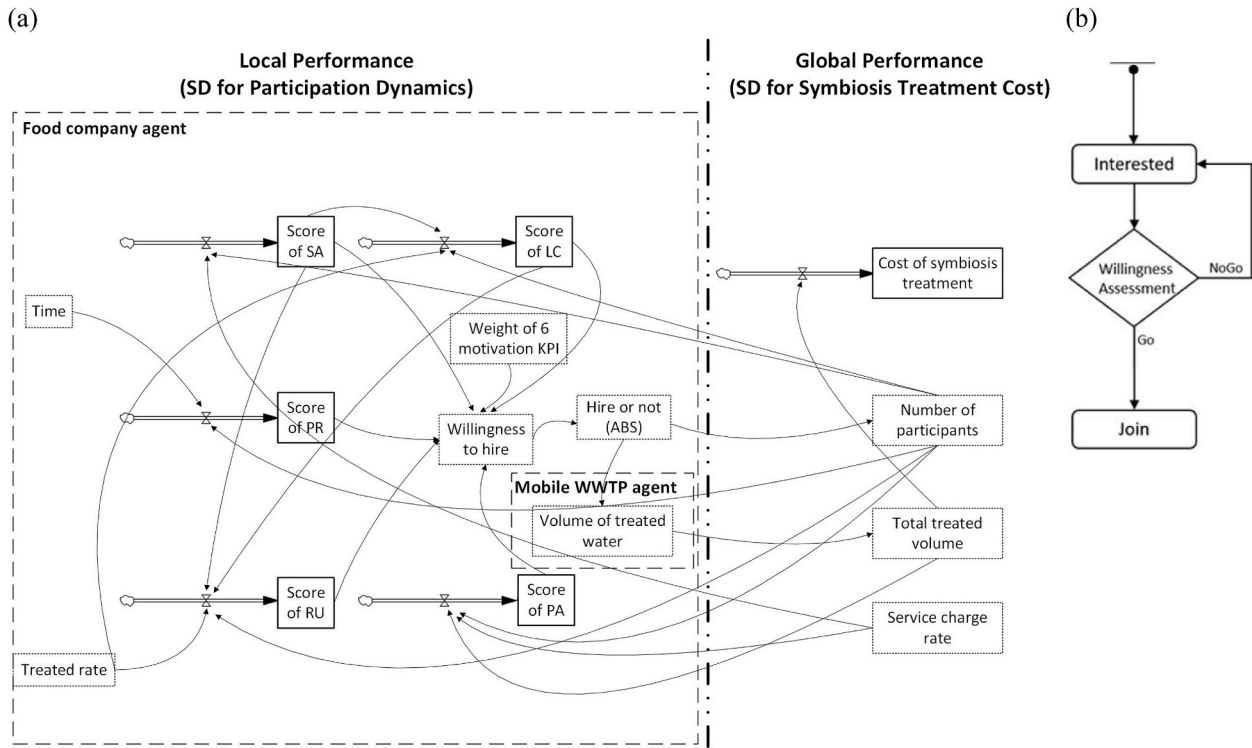 (a)
(b)
Local Performance
(SD for Participation Dynamics)
Global Performance
(SD for Symbiosis Treatment Cost)
Food company agent
Score
of SA
Score
of LC
Time
Weight of 6
motivation KPI
Score
of PR
Willingness
to hire
Hire or not
(ABS)
Mobile WWTP agent
Volume of treated
water
Score
of RU
Score
of PA
Treated rate
Cost of symbiosis
treatment
Number of
participants
Total treated
volume
Service charge
rate
Interested
Willingness
Assessment
NoGo
Go
Join